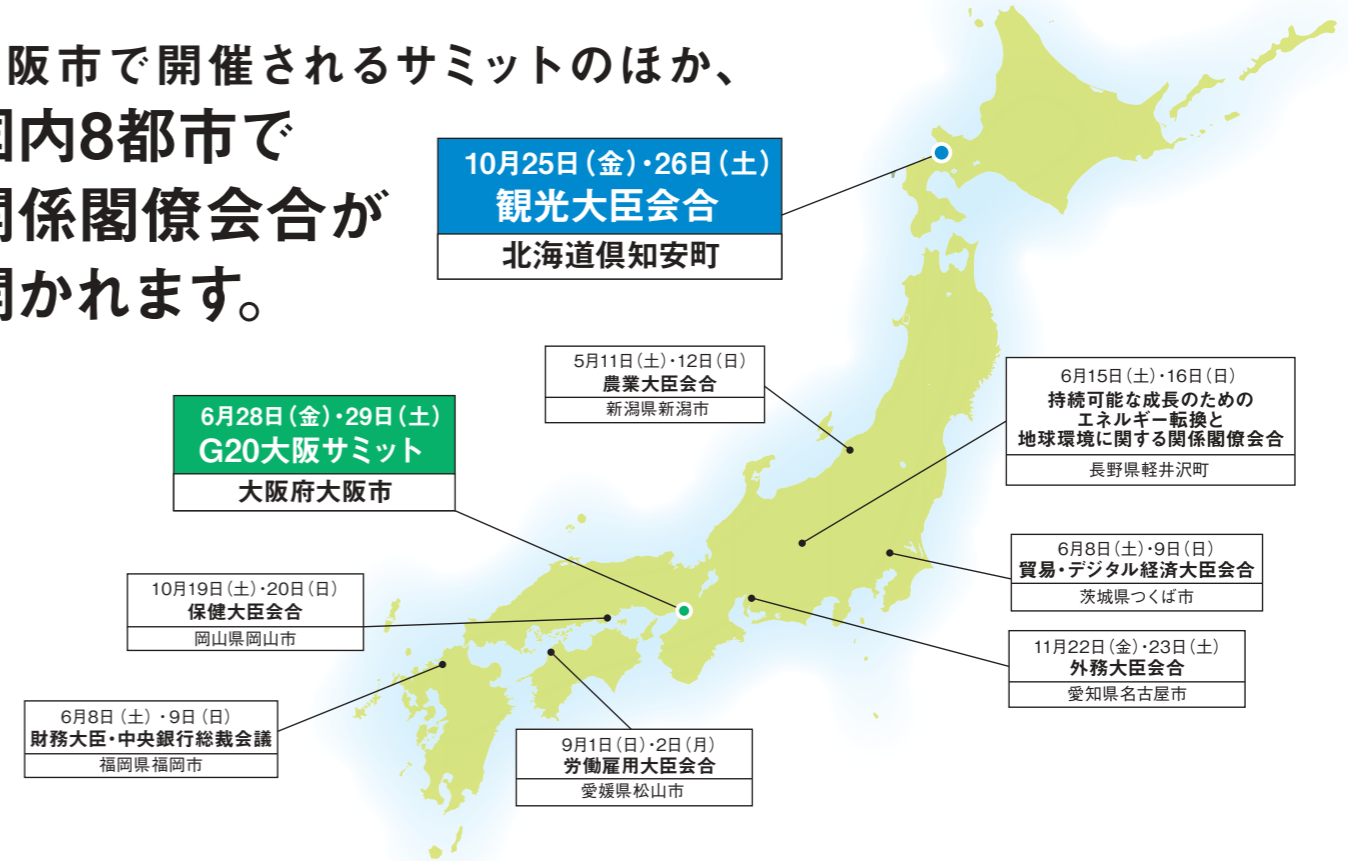 阪市で開催されるサミットのほか、
国内8都市で
関係閣僚会合が
開かれます。
10月25日(金)・26日(土)
観光大臣会合
北海道倶知安町
5月11日(土)・12日(日)
農業大臣会合
新潟県新潟市
6月15日(土)・16日(日)
持続可能な成長のための
エネルギー転換と
地球環境に関する関係閣僚会合
長野県軽井沢町
6月28日(金)・29日(土)
G20大阪サミット
大阪府大阪市
6月8日(土)・9日(日)
貿易・デジタル経済大臣会合
茨城県つくば市
10月19日(土)・20日(日)
保健大臣会合
岡山県岡山市
11月22日(金)・23日(土)
外務大臣会合
愛知県名古屋市
6月8日(土)・9日(日)
財務大臣・中央銀行総裁会議
福岡県福岡市
9月1日(日)・2日(月)
労働雇用大臣会合
愛媛県松山市